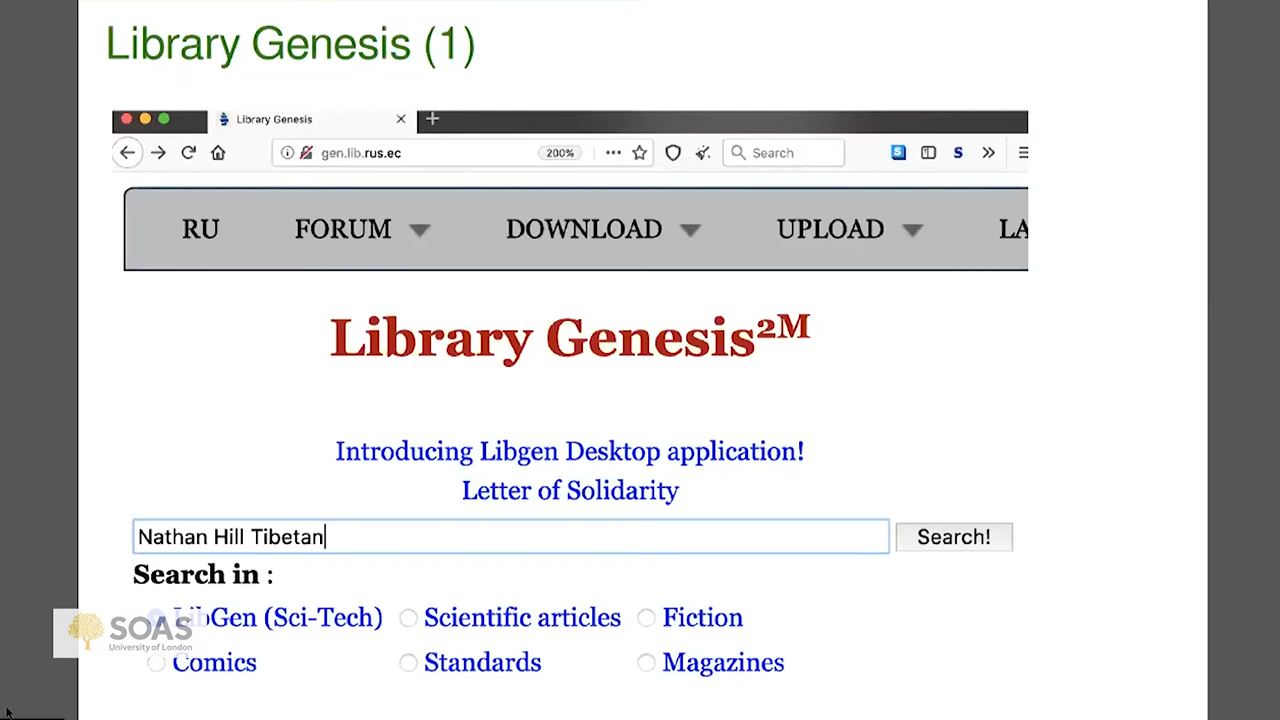 Library Genesis (1)
Library Genesis
gen.lib.rus.ec 200% Search S
RU FORUM DOWNLOAD UPLOAD LA
Library Genesis2M
Introducing Libgen Desktop application!
Letter of Solidarity
Nathan Hill Tibetan Search!
Search in :
LibGen (Sci-Tech) Scientific articles Fiction
Comics Standards Magazines
SOAS
University of London